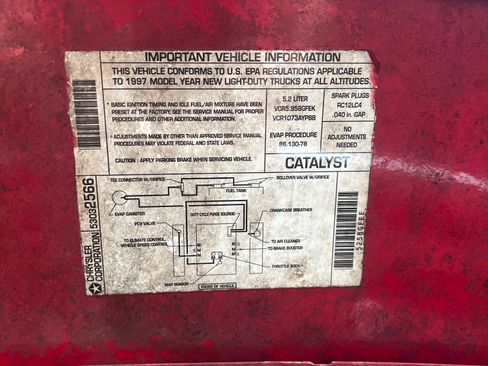 IMPORTANT VEHICLE INFORMATION
THIS VEHICLE CONFORMS TO U.S. EPA REGULATIONS APPLICABLE
TO 1997 MODEL YEAR NEW LIGHT-DUTY TRUCKS AT ALL ALTITUDES.
* BASIC IGNITION TIMING AND IDLE FUEL/AIR MIXTURE HAVE BEEN
PRESET AT THE FACTORY. SEE THE SERVICE MANUAL FOR PROPER
PROCEDURES AND OTHER ADDITIONAL INFORMATION.
* ADJUSTMENTS MADE BY OTHER THAN APPROVED SERVICE MANUAL
PROCEDURES MAY VIOLATE FEDERAL AND STATE LAWS.
CAUTION : APPLY PARKING BRAKE WHEN SERVICING VEHICLE.
5.2 LITER
VCR5.958GFEK
VCR1073AYPBB
EVAP PROCEDURE
86.130-78
SPARK PLUGS
RC12LC4
.040 in. GAP
NO
ADJUSTMENTS
NEEDED
CATALYST
TEE CONNECTOR W/ORIFICE
ROLLOVER VALVE W/ORIFICE
FUEL TANK
EVAP CANISTER
DUTY CYCLE PURGE SOLENOID
CRANKCASE BREATHER
PCV VALVE
TO CLIMATE CONTROL,
VEHICLE SPEED CONTROL
TO AIR CLEANER
TO BRAKE BOOSTER
THROTTLE BODY
MAP SENSOR
FRONT OF VEHICLE
CHRYSLER
CORPORATION 53032566